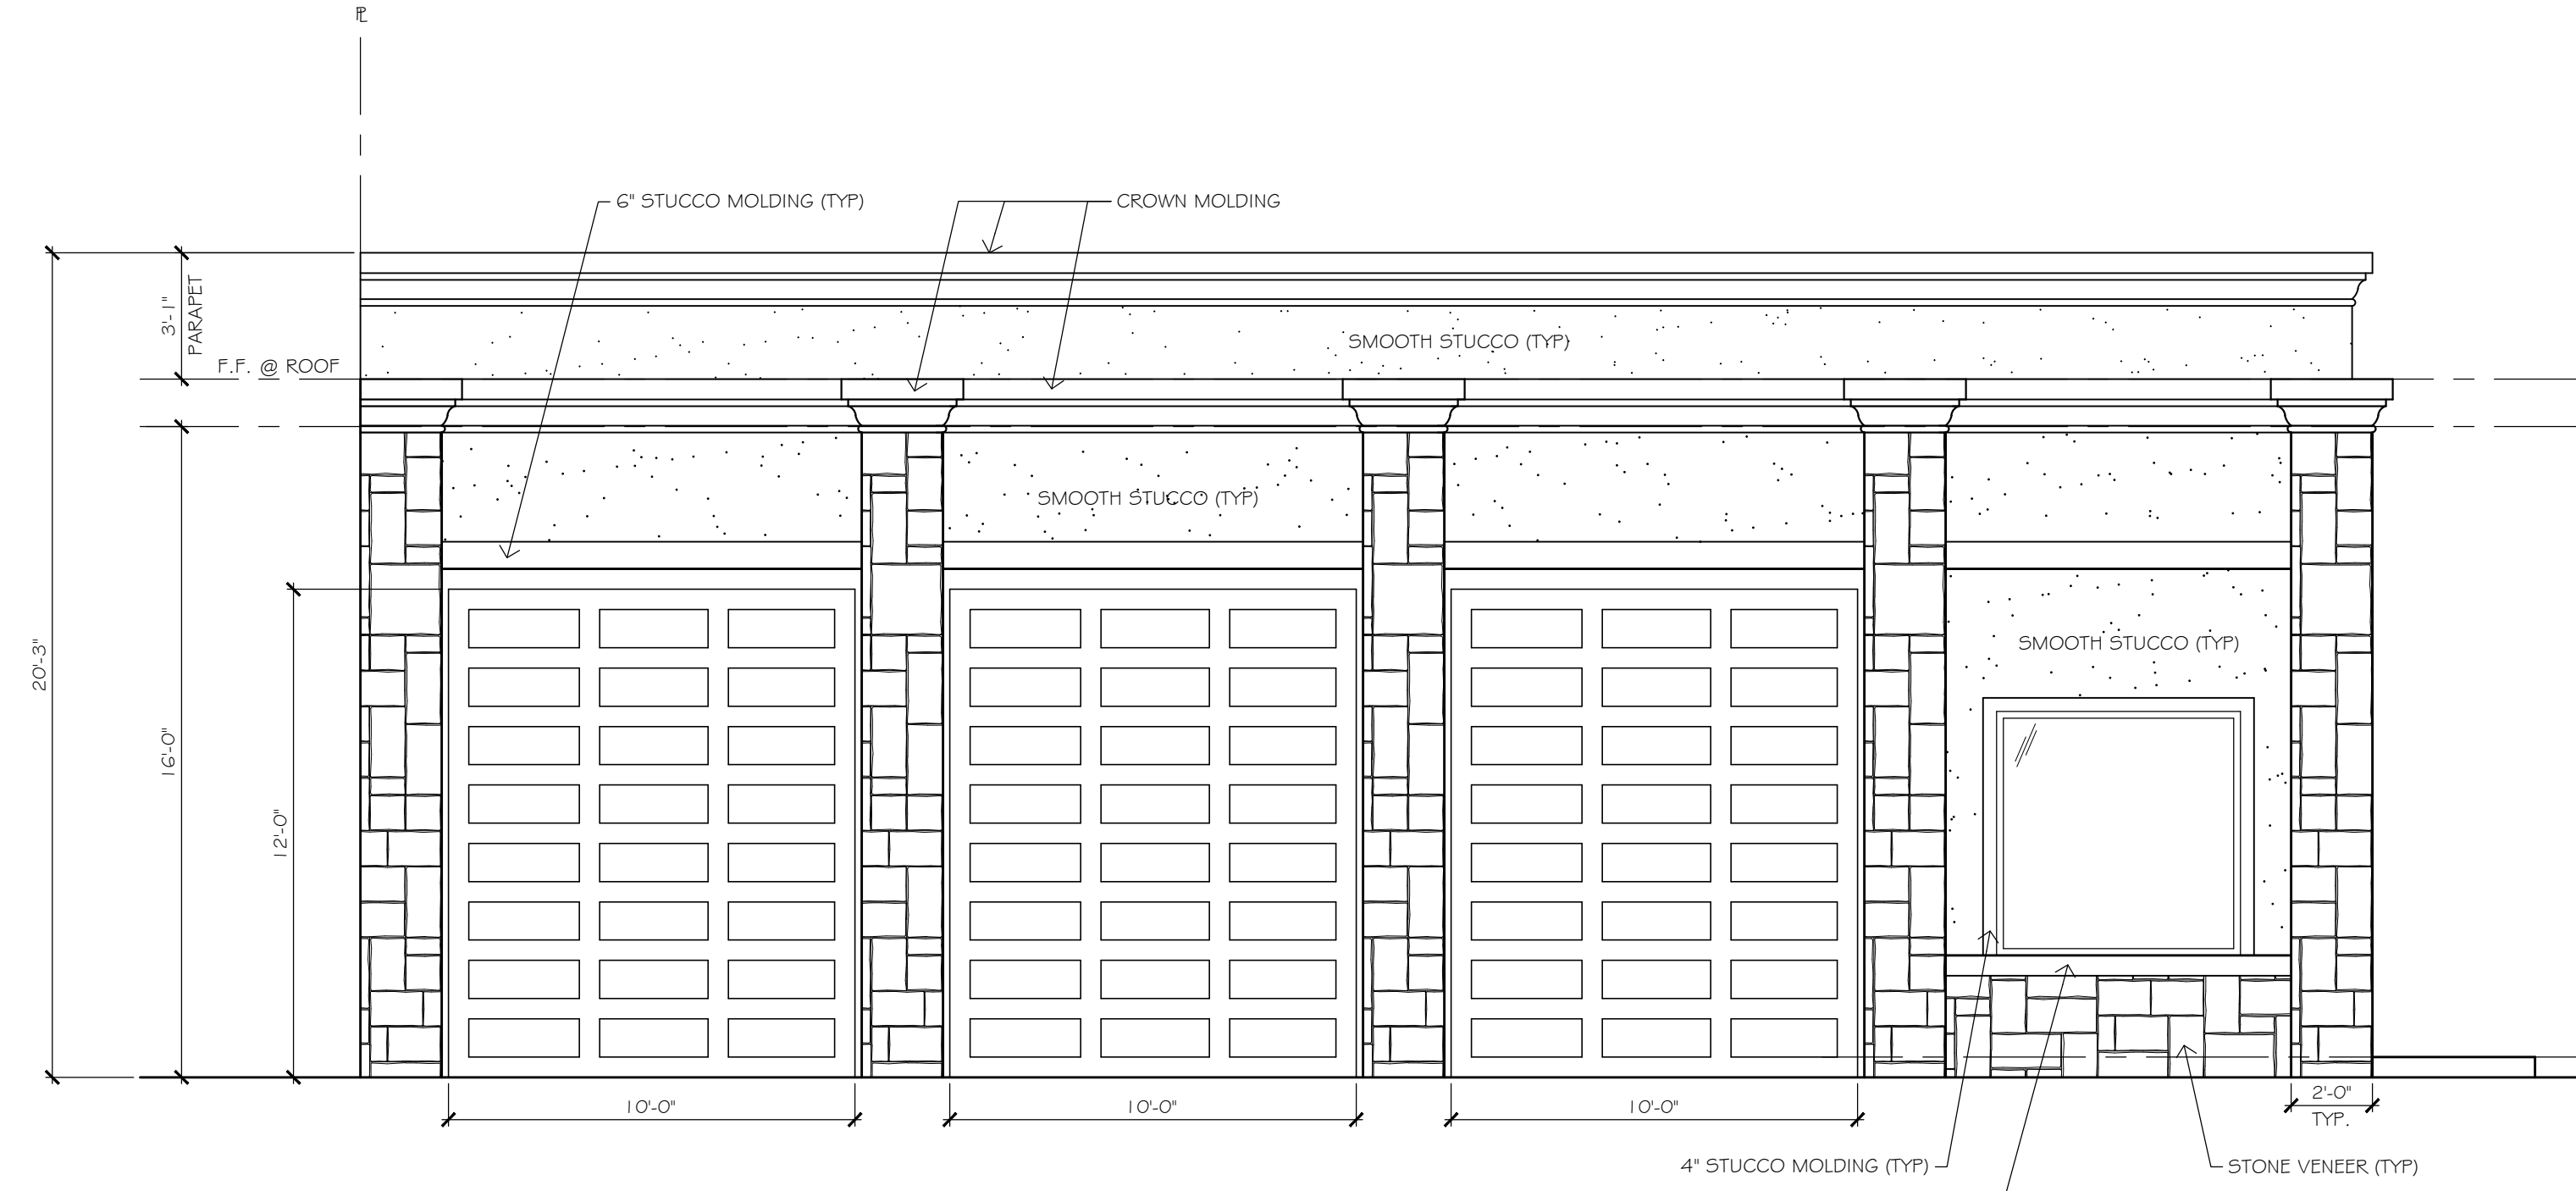 PL
6" STUCCO MOLDING (TYP)
CROWN MOLDING
3'-1"
PARAPET
SMOOTH STUCCO (TYP)
F.F. @ ROOF
SMOOTH STUCCO (TYP)
20'-3"
SMOOTH STUCCO (TYP)
16'-0"
12'-0"
10'-0"
10'-0"
10'-0"
2'-0"
TYP.
4" STUCCO MOLDING (TYP)
STONE VENEER (TYP)